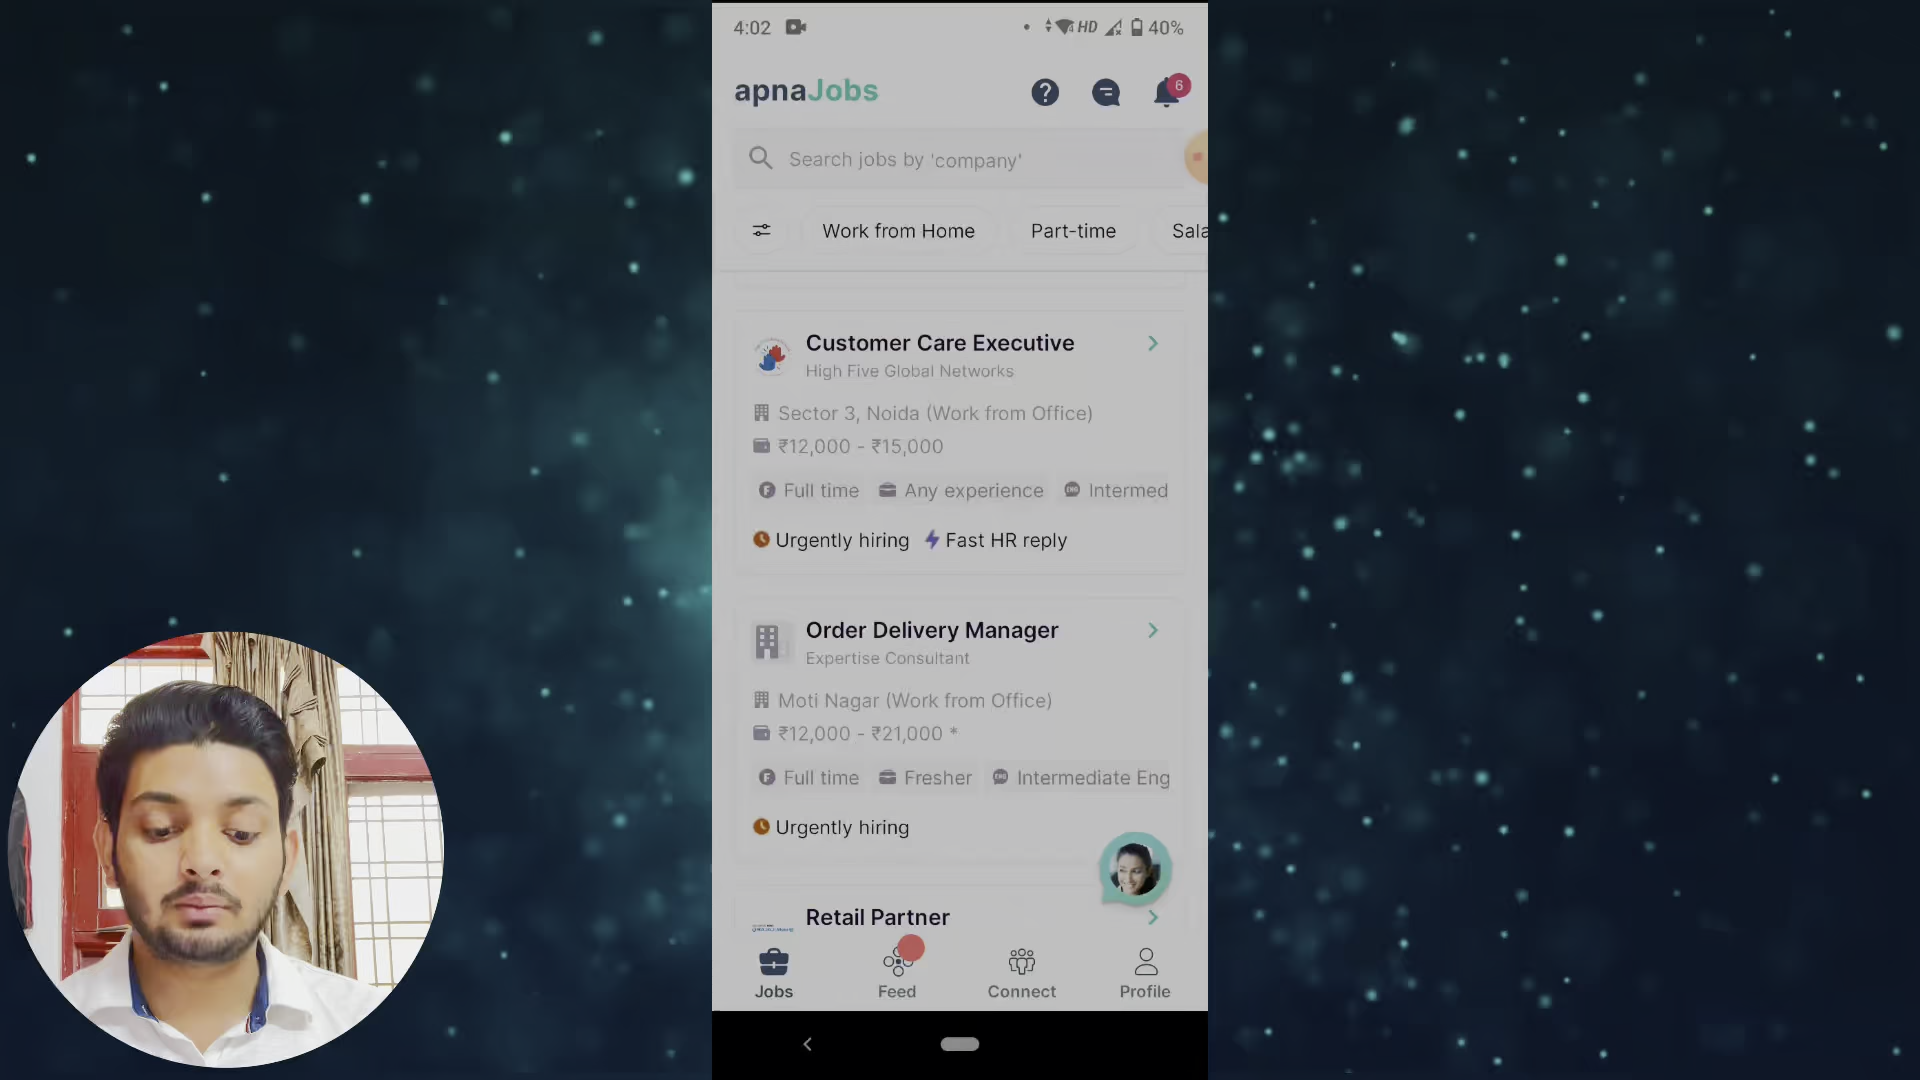 4:02 HD 40%
apnaJobs
6
Search jobs by 'company'
Work from Home Part-time Sala
Customer Care Executive
High Five Global Networks
Sector 3, Noida (Work from Office)
₹12,000 - ₹15,000
Full time Any experience Intermed
Urgently hiring Fast HR reply
Order Delivery Manager
Expertise Consultant
Moti Nagar (Work from Office)
₹12,000 - ₹21,000 *
Full time Fresher Intermediate Eng
Urgently hiring
Retail Partner
Jobs Feed Connect Profile